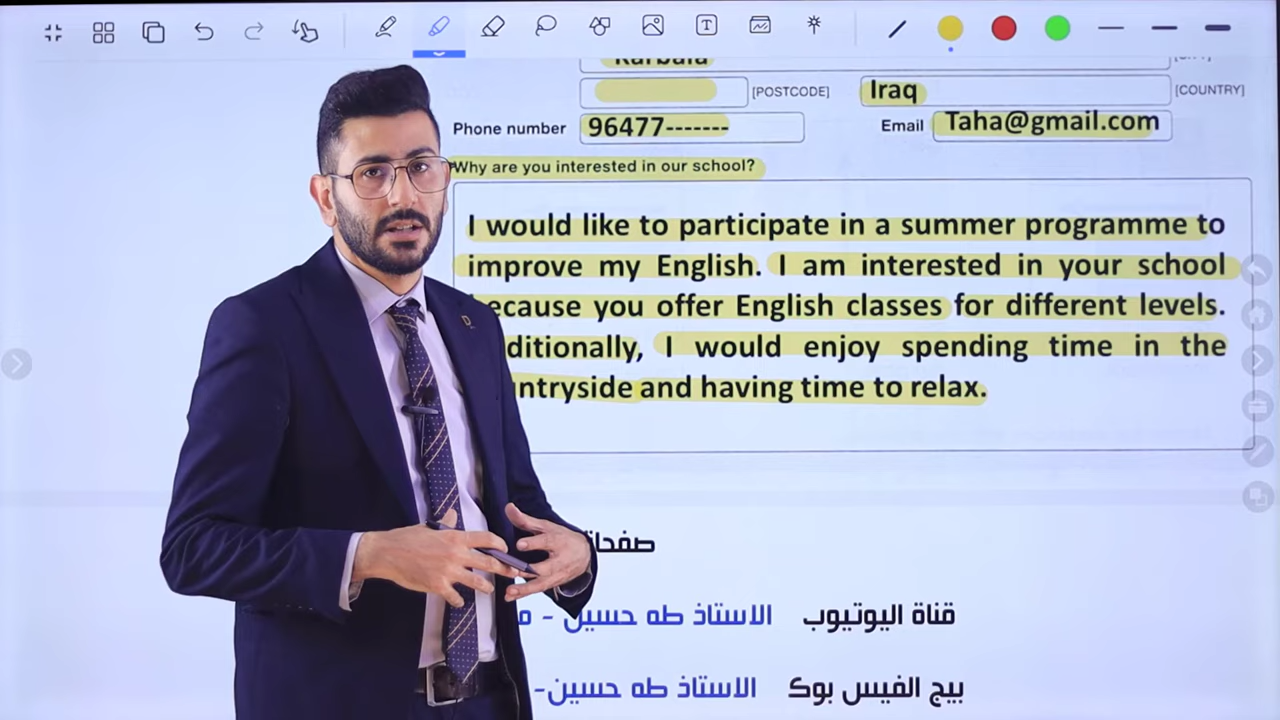 Karbala
[POSTCODE] Iraq [COUNTRY]
Phone number 96477------- Email Taha@gmail.com
Why are you interested in our school?
I would like to participate in a summer programme to
improve my English. I am interested in your school
ecause you offer English classes for different levels.
ditionally, I would enjoy spending time in the
ntryside and having time to relax.
قناة اليوتيوب الاستاذ طه حسين -
بيج الفيس بوك الاستاذ طه حسين-